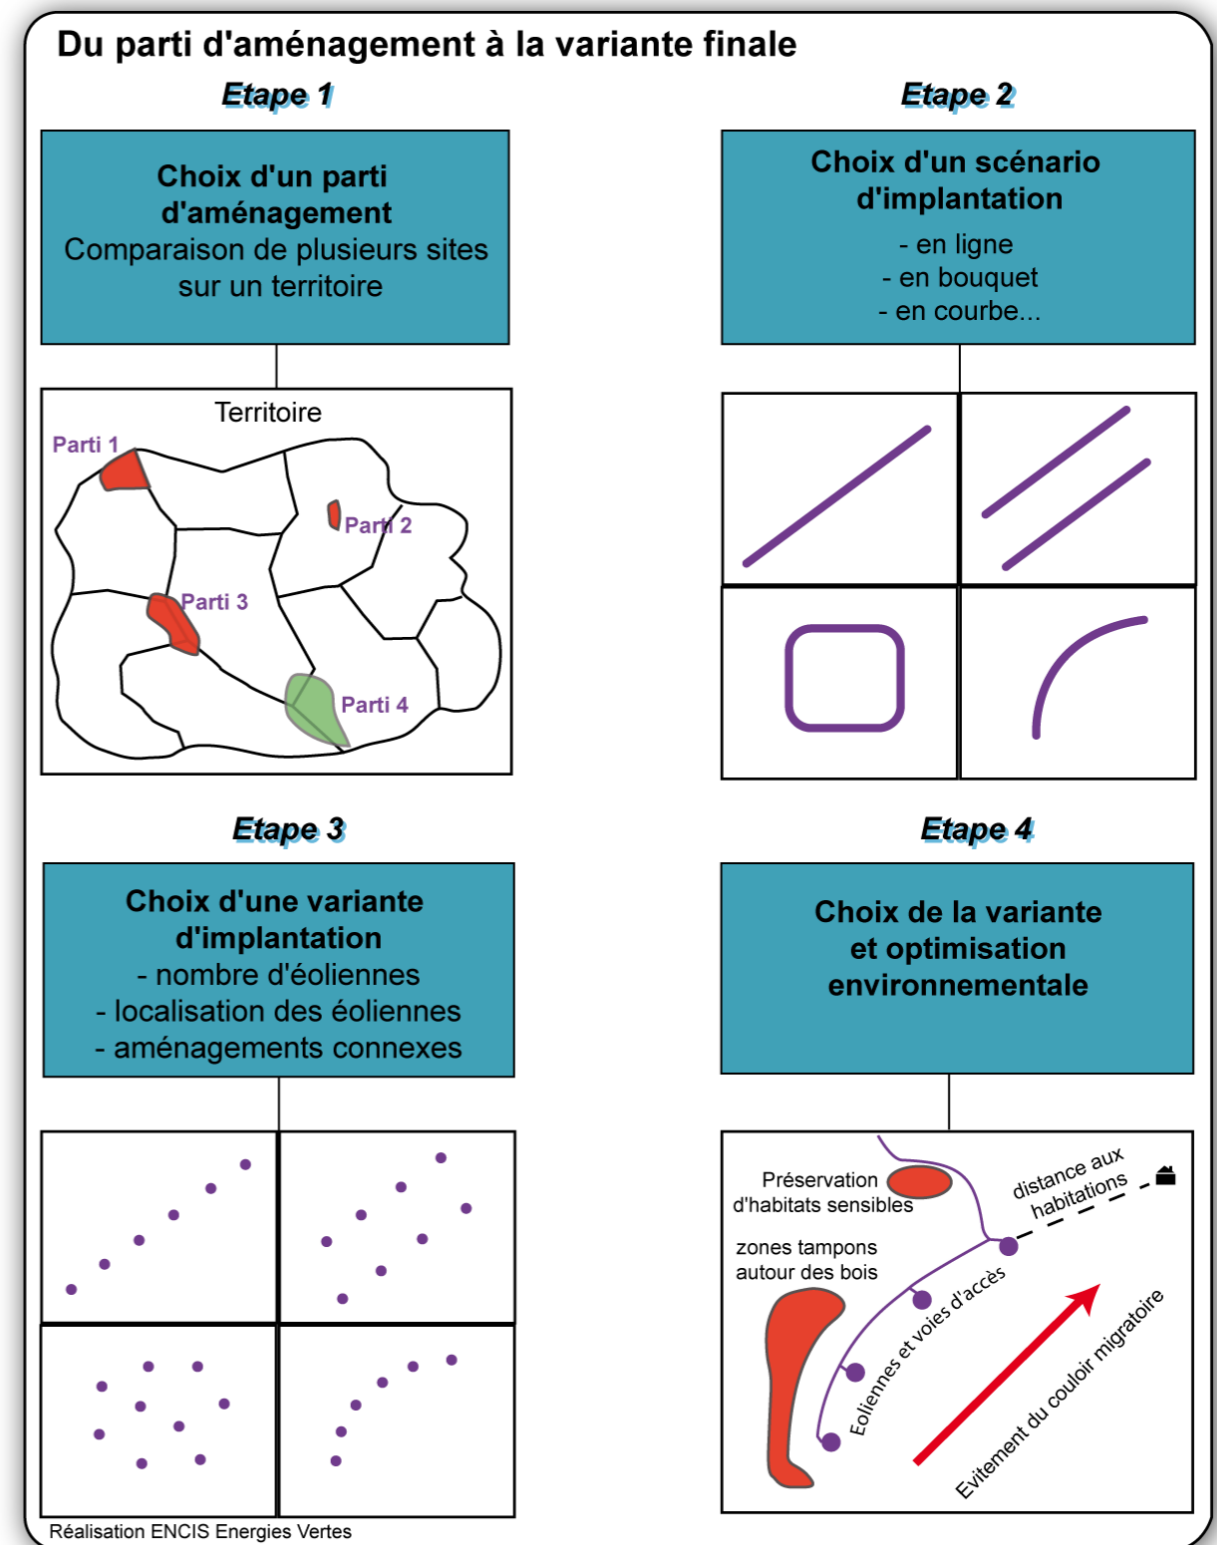 Du parti d'aménagement à la variante finale
Etape 1
Choix d'un parti
d'aménagement
Comparaison de plusieurs sites
sur un territoire
Territoire
Parti 1
Parti 2
Parti 3
Parti 4
Etape 2
Choix d'un scénario
d'implantation
- en ligne
- en bouquet
- en courbe...
Etape 3
Choix d'une variante
d'implantation
- nombre d'éoliennes
- localisation des éoliennes
- aménagements connexes
Etape 4
Choix de la variante
et optimisation
environnementale
Préservation
d'habitats sensibles
distance aux
habitations
zones tampons
autour des bois
Eoliennes et voies d'accès
Evitement du couloir migratoire
Réalisation ENCIS Energies Vertes